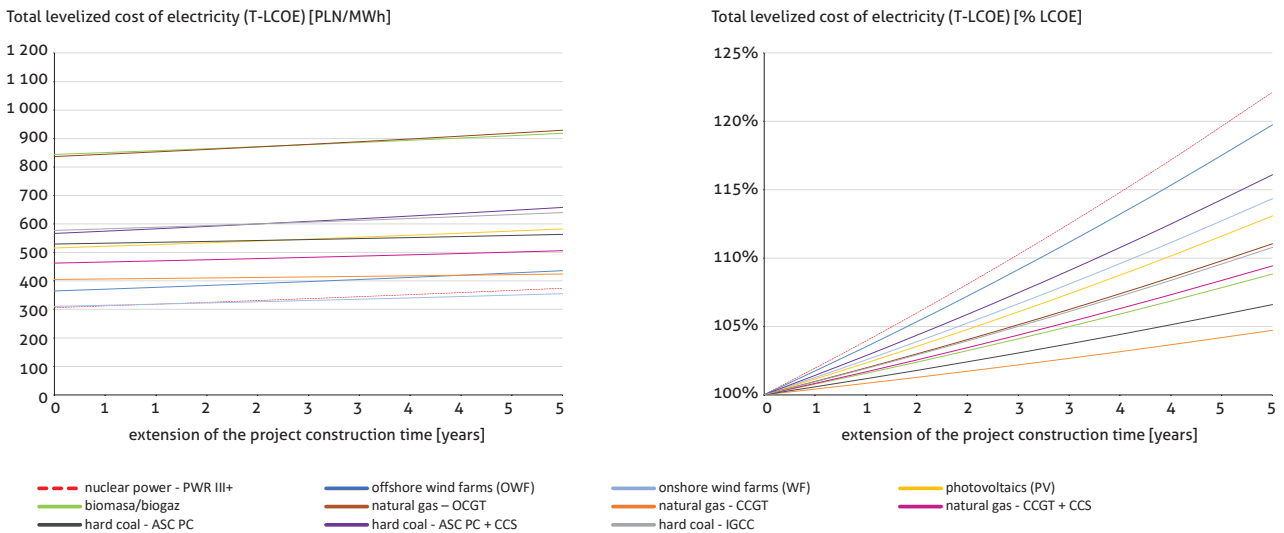 Total levelized cost of electricity (T-LCOE) [PLN/MWh]
1 200
1 100
1 000
900
800
700
600
500
400
300
200
100
0
0 1 1 2 2 3 3 4 4 5 5
extension of the project construction time [years]
Total levelized cost of electricity (T-LCOE) [% LCOE]
125%
120%
115%
110%
105%
100%
0 1 1 2 2 3 3 4 4 5 5
extension of the project construction time [years]
nuclear power - PWR III+ offshore wind farms (OWF) onshore wind farms (WF) photovoltaics (PV)
biomasa/biogaz natural gas – OCGT natural gas - CCGT natural gas - CCGT + CCS
hard coal - ASC PC hard coal - ASC PC + CCS hard coal - IGCC